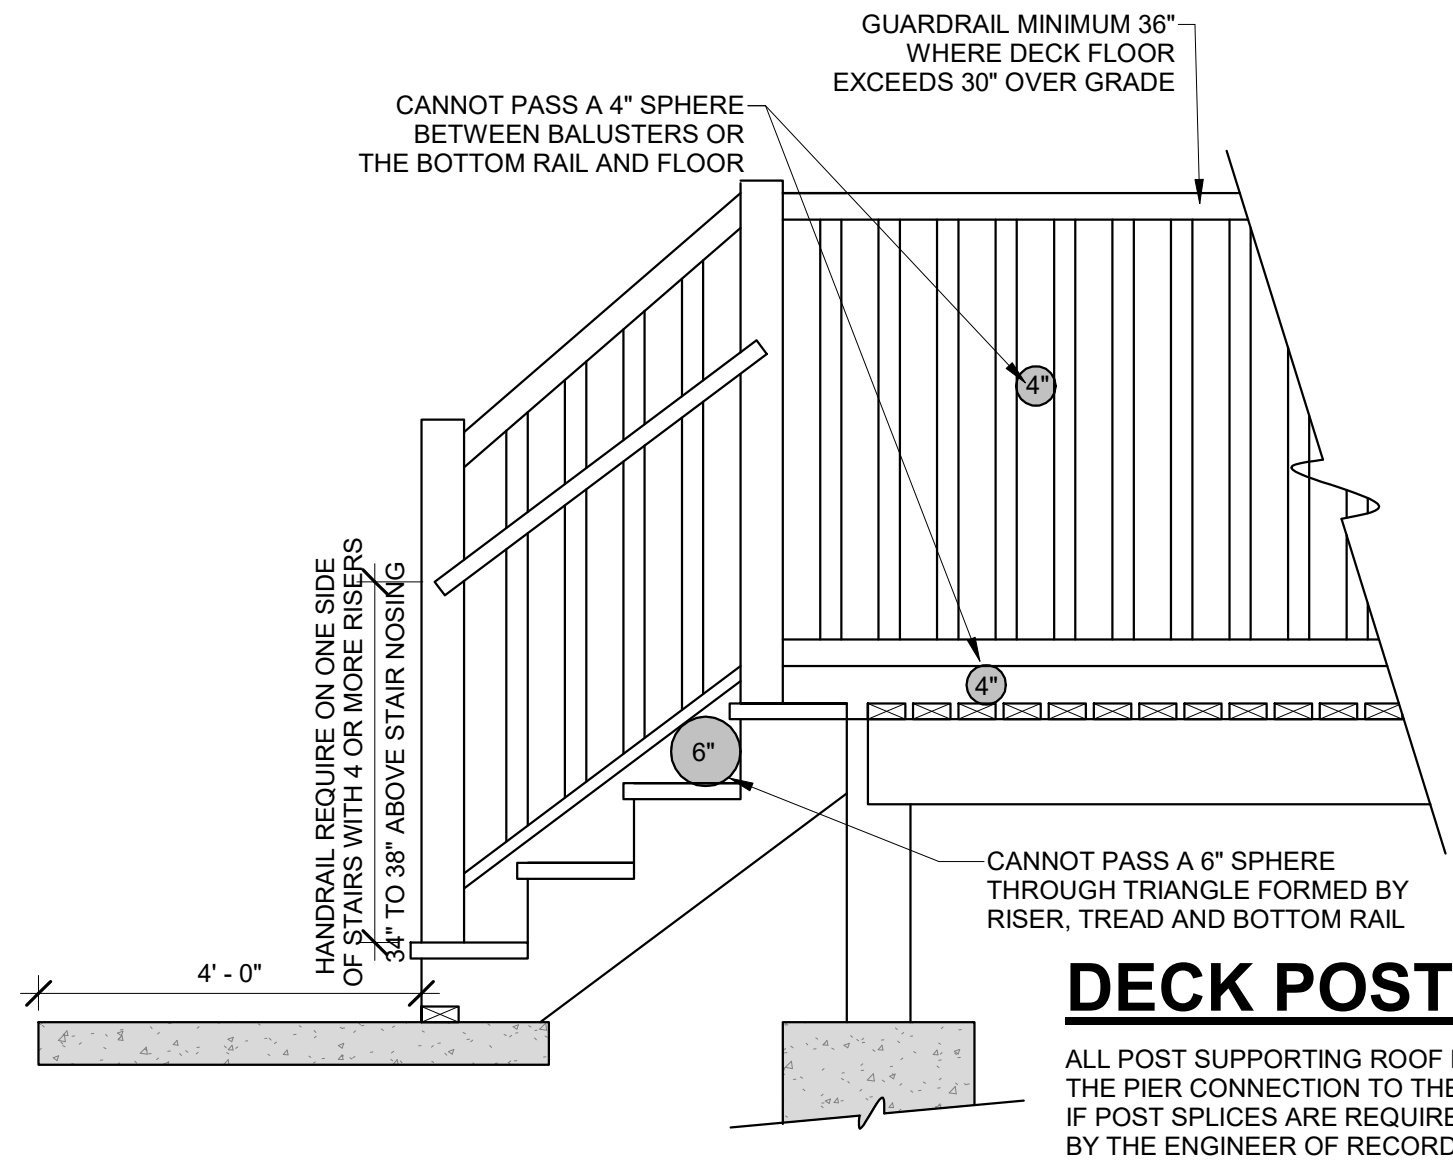 GUARDRAIL MINIMUM 36"
WHERE DECK FLOOR
EXCEEDS 30" OVER GRADE
CANNOT PASS A 4" SPHERE
BETWEEN BALUSTERS OR
THE BOTTOM RAIL AND FLOOR
4"
4"
6"
HANDRAIL REQUIRE ON ONE SIDE
OF STAIRS WITH 4 OR MORE RISERS
34" TO 38" ABOVE STAIR NOSING
CANNOT PASS A 6" SPHERE
THROUGH TRIANGLE FORMED BY
RISER, TREAD AND BOTTOM RAIL
4' - 0"
DECK POST
ALL POST SUPPORTING ROOF
THE PIER CONNECTION TO THE
IF POST SPLICES ARE REQUIRE
BY THE ENGINEER OF RECORD